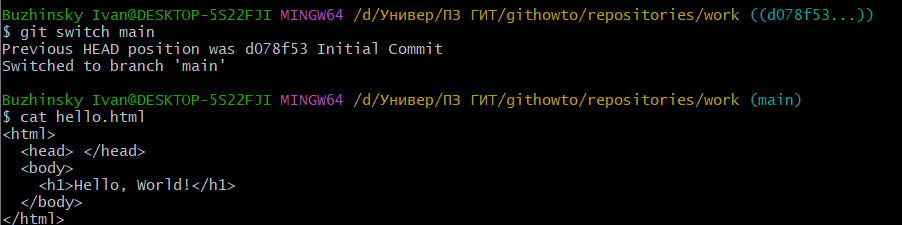 Buzhinsky Ivan@DESKTOP-5S22FJI MINGW64 /d/Универ/ПЗ ГИТ/githowto/repositories/work ((d078f53...))
$ git switch main
Previous HEAD position was d078f53 Initial Commit
Switched to branch 'main'

Buzhinsky Ivan@DESKTOP-5S22FJI MINGW64 /d/Универ/ПЗ ГИТ/githowto/repositories/work (main)
$ cat hello.html
<html>
  <head> </head>
  <body>
    <h1>Hello, World!</h1>
  </body>
</html>